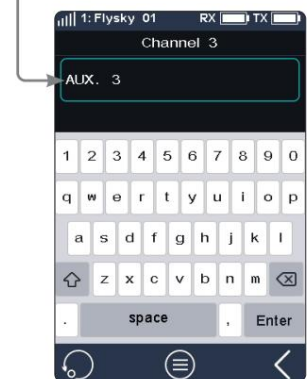 1: Flysky 01 RX TX
Channel 3
AUX. 3
1 2 3 4 5 6 7 8 9 0
q w e r t y u i o p
a s d f g h j k l
z x c v b n m
. space , Enter